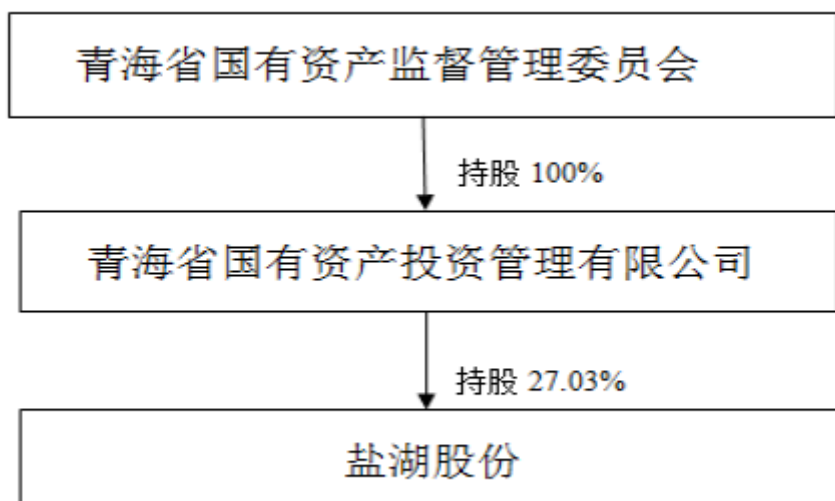 青海省国有资产监督管理委员会
持股 100%
青海省国有资产投资管理有限公司
持股 27.03%
盐湖股份